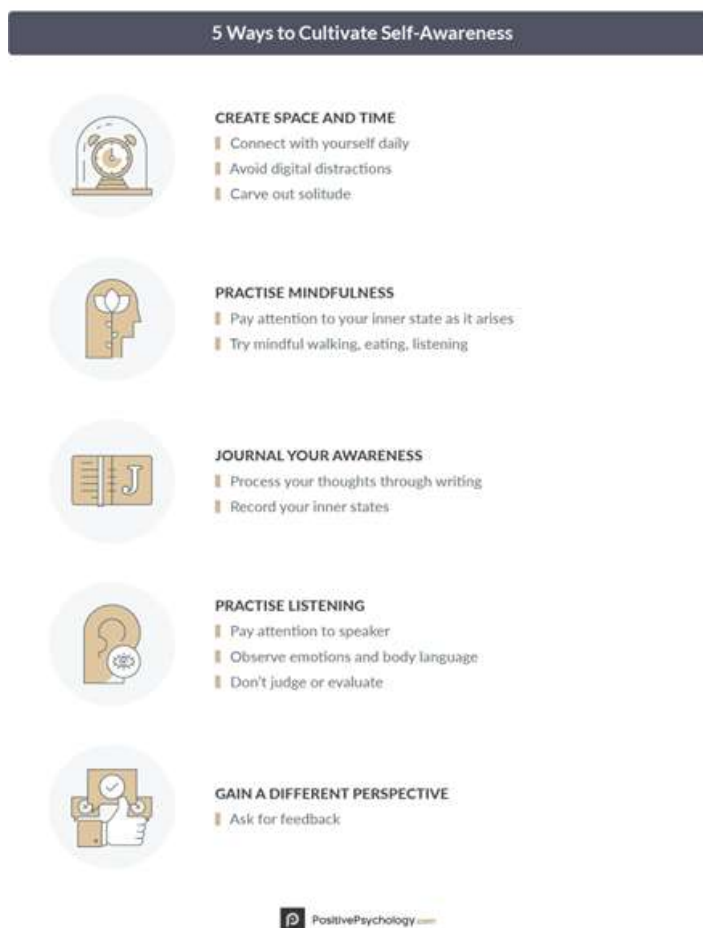 5 Ways to Cultivate Self-Awareness
CREATE SPACE AND TIME
Connect with yourself daily
Avoid digital distractions
Carve out solitude
PRACTISE MINDFULNESS
Pay attention to your inner state as it arises
Try mindful walking, eating, listening
JOURNAL YOUR AWARENESS
Process your thoughts through writing
Record your inner states
J
PRACTISE LISTENING
Pay attention to speaker
Observe emotions and body language
Don't judge or evaluate
GAIN A DIFFERENT PERSPECTIVE
Ask for feedback
PositivePsychology.com